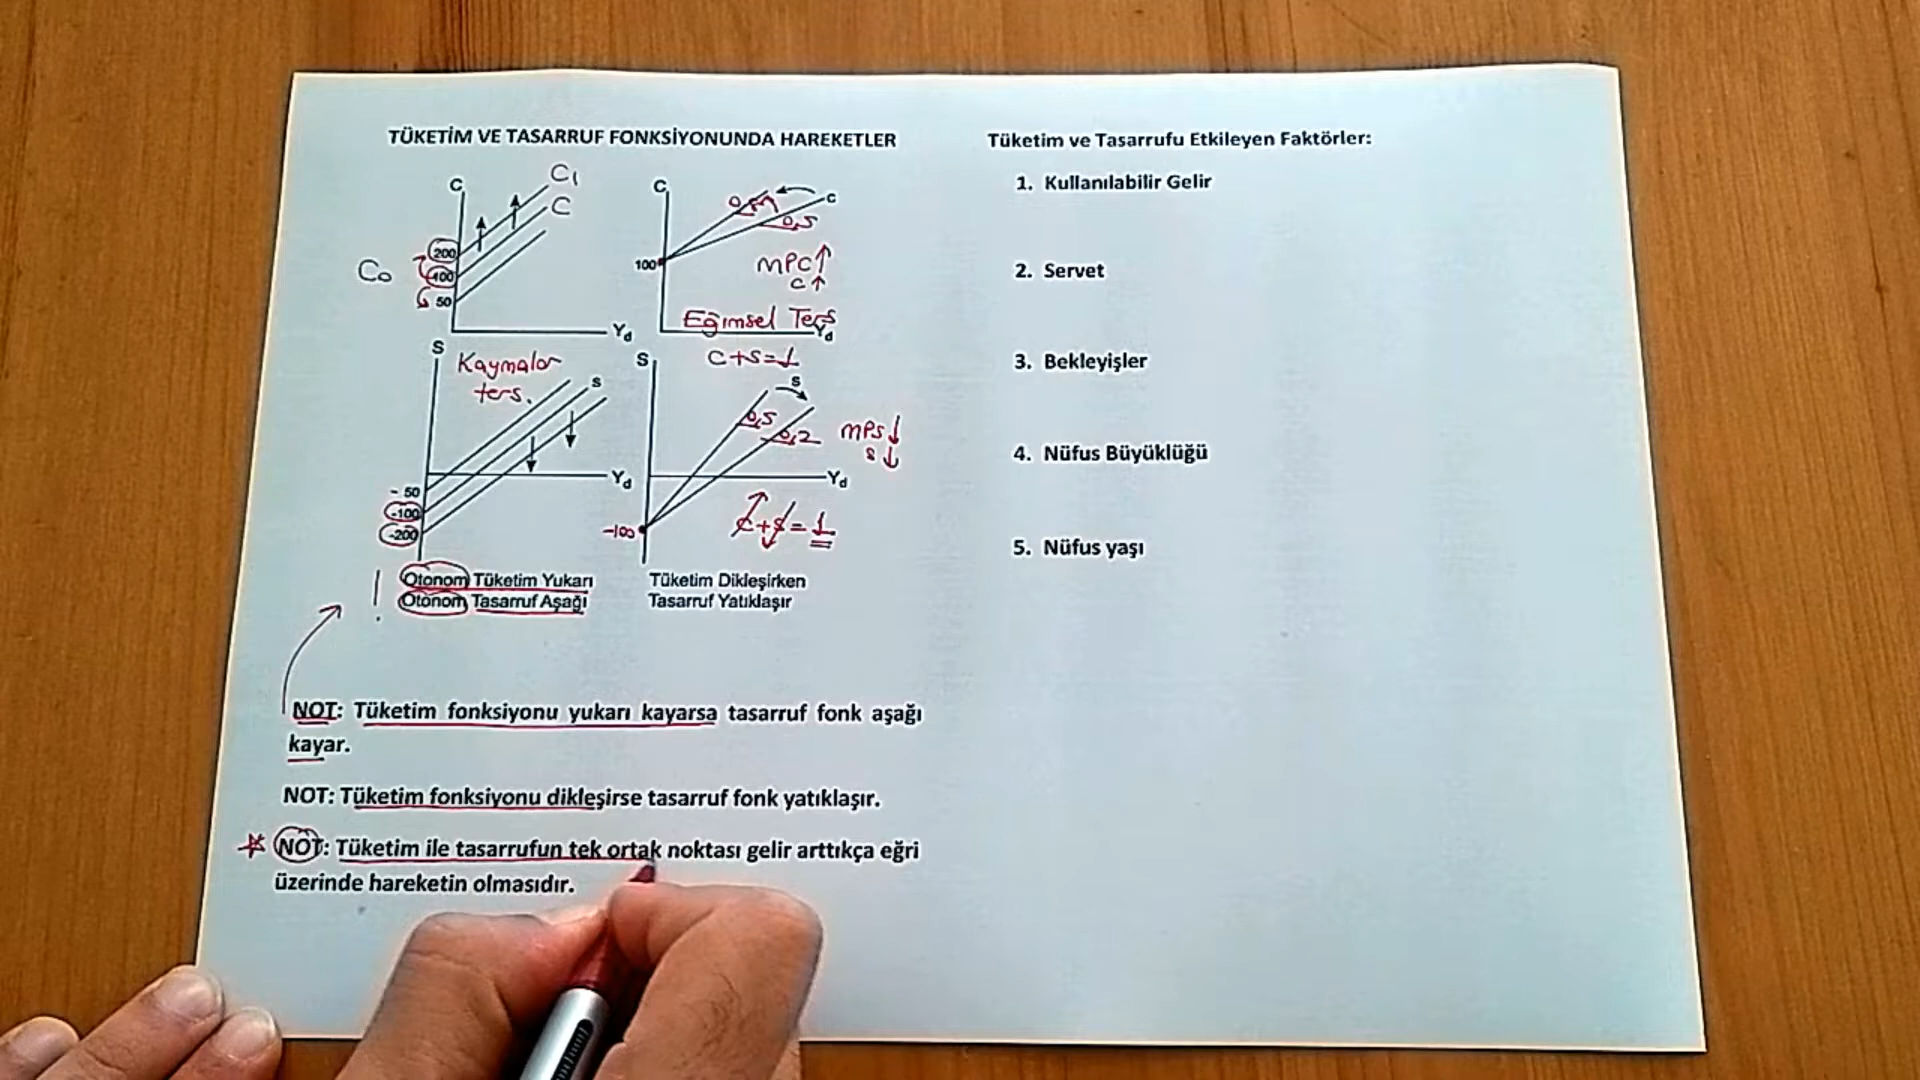 TÜKETİM VE TASARRUF FONKSİYONUNDA HAREKETLER
C
C₁
C
200
100
50
C₀
Yd
C
c
0,5
100
MPC↑
C↑
Eğimsel Ters
Yd
S
Kaymalar
ters.
S
Yd
- 50
-100
-200
S
C+S=1
S
0,5
0,2
MPS↓
S↓
Yd
-100
C+S=1
! Otonom Tüketim Yukarı
Otonom Tasarruf Aşağı
Tüketim Dikleşirken
Tasarruf Yatıklaşır
NOT: Tüketim fonksiyonu yukarı kayarsa tasarruf fonk aşağı
kayar.
NOT: Tüketim fonksiyonu dikleşirse tasarruf fonk yatıklaşır.
NOT: Tüketim ile tasarrufun tek ortak noktası gelir arttıkça eğri
üzerinde hareketin olmasıdır.
Tüketim ve Tasarrufu Etkileyen Faktörler:
1. Kullanılabilir Gelir
2. Servet
3. Bekleyişler
4. Nüfus Büyüklüğü
5. Nüfus yaşı